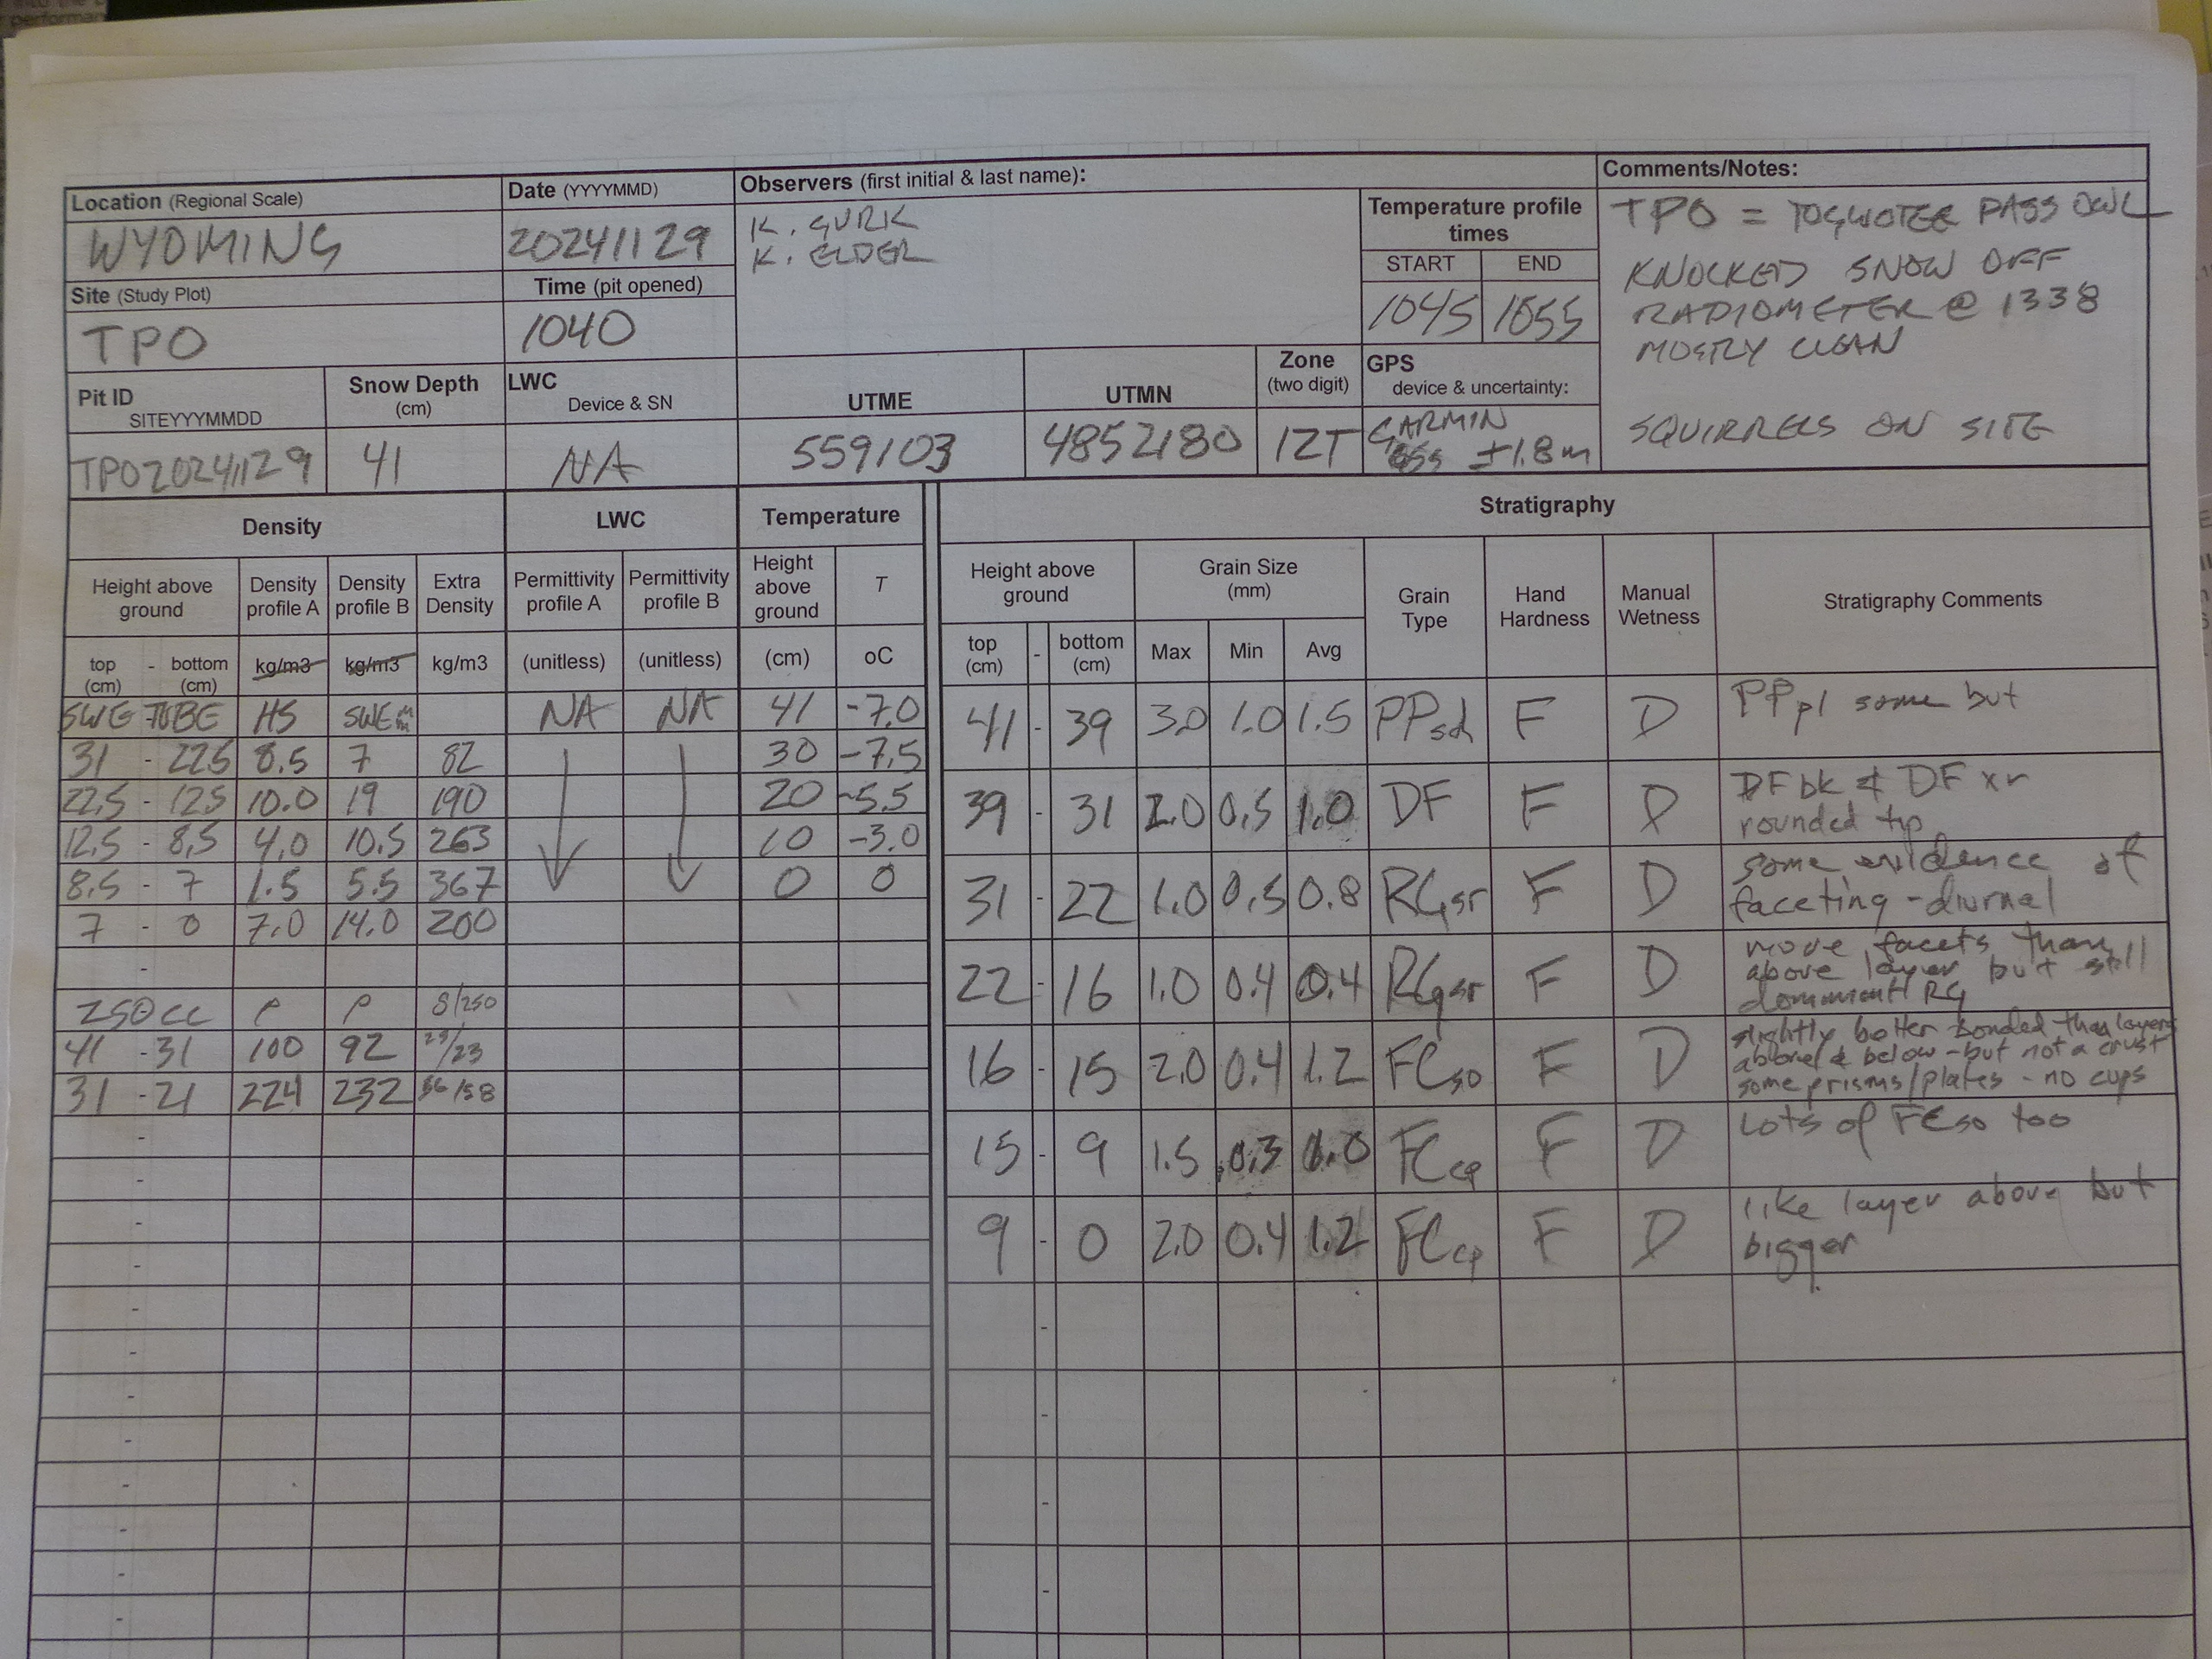 performan
Location (Regional Scale)
WYOMING
Date (YYYYMMDD)
20241129
Observers (first initial & last name):
K. GURK
K. ELDER
Temperature profile times
START END
1045 1055
Comments/Notes:
TPO = TOGWOTEE PASS OWL
KNOCKED SNOW OFF
RADIOMETER @ 1338
MOSTLY CLEAN
SQUIRRELS ON SITE
Site (Study Plot)
TPO
Time (pit opened)
1040
Pit ID
SITEYYYMMDD
TPO20241129
Snow Depth
(cm)
41
LWC
Device & SN
NA
UTME
559103
UTMN
4852180
Zone
(two digit)
12T
GPS
device & uncertainty:
GARMIN
±1.8m
Density LWC Temperature Stratigraphy
Height above ground
Density profile A
Density profile B
Extra Density
Permittivity profile A
Permittivity profile B
Height above ground
T
Height above ground
Grain Size
(mm)
Grain Type
Hand Hardness
Manual Wetness
Stratigraphy Comments
top (cm) - bottom (cm) kg/m3 kg/m3 kg/m3 (unitless) (unitless) (cm) oC
top (cm) - bottom (cm) Max Min Avg
SWE TUBE HS SWE mm NA NA 41 -7.0
31 - 22.5 8.5 7 82 30 -7.5
22.5 - 12.5 10.0 19 190 20 -5.5
12.5 - 8.5 4.0 10.5 263 10 -3.0
8.5 - 7 1.5 5.5 367 0 0
7 - 0 7.0 14.0 200
-
250cc ρ ρ S/250
41 - 31 100 92 25/23
31 - 21 224 232 56/58
41 - 39 3.0 1.0 1.5 PPsd F D PPpl some but
39 - 31 2.0 0.5 1.0 DF F D DFbk & DF xr
rounded tip
31 - 22 1.0 0.5 0.8 RGsr F D some evidence of
faceting - diurnal
22 - 16 1.0 0.4 0.4 RGsr F D more facets than
above layer but still
dominant RG
16 - 15 2.0 0.4 1.2 FCso F D slightly better bonded than layers
above & below - but not a crust
some prisms/plates - no cups
15 - 9 1.5 0.3 1.0 FCcp F D Lots of FCso too
9 - 0 2.0 0.4 1.2 FCcp F D like layer above but
bigger